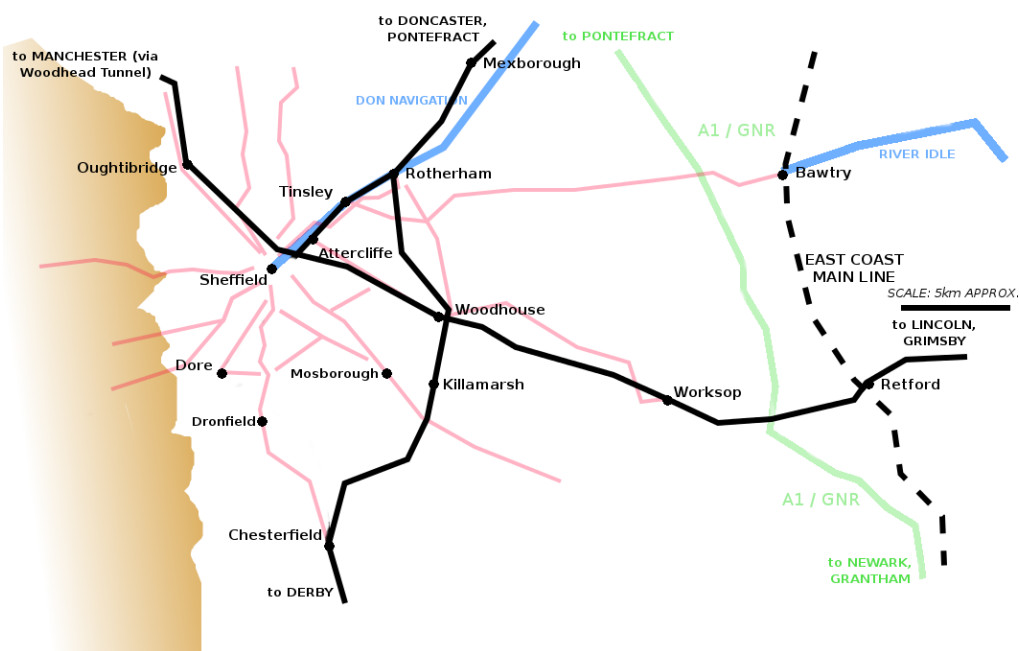 to DONCASTER,
PONTEFRACT
to PONTEFRACT
to MANCHESTER (via
Woodhead Tunnel)
Mexborough
DON NAVIGATION
A1 / GNR
RIVER IDLE
Oughtibridge
Rotherham
Bawtry
Tinsley
Attercliffe
Sheffield
EAST COAST
MAIN LINE
SCALE: 5km APPROX.
Woodhouse
to LINCOLN,
GRIMSBY
Dore
Mosborough
Killamarsh
Worksop
Retford
Dronfield
A1 / GNR
Chesterfield
to NEWARK,
GRANTHAM
to DERBY